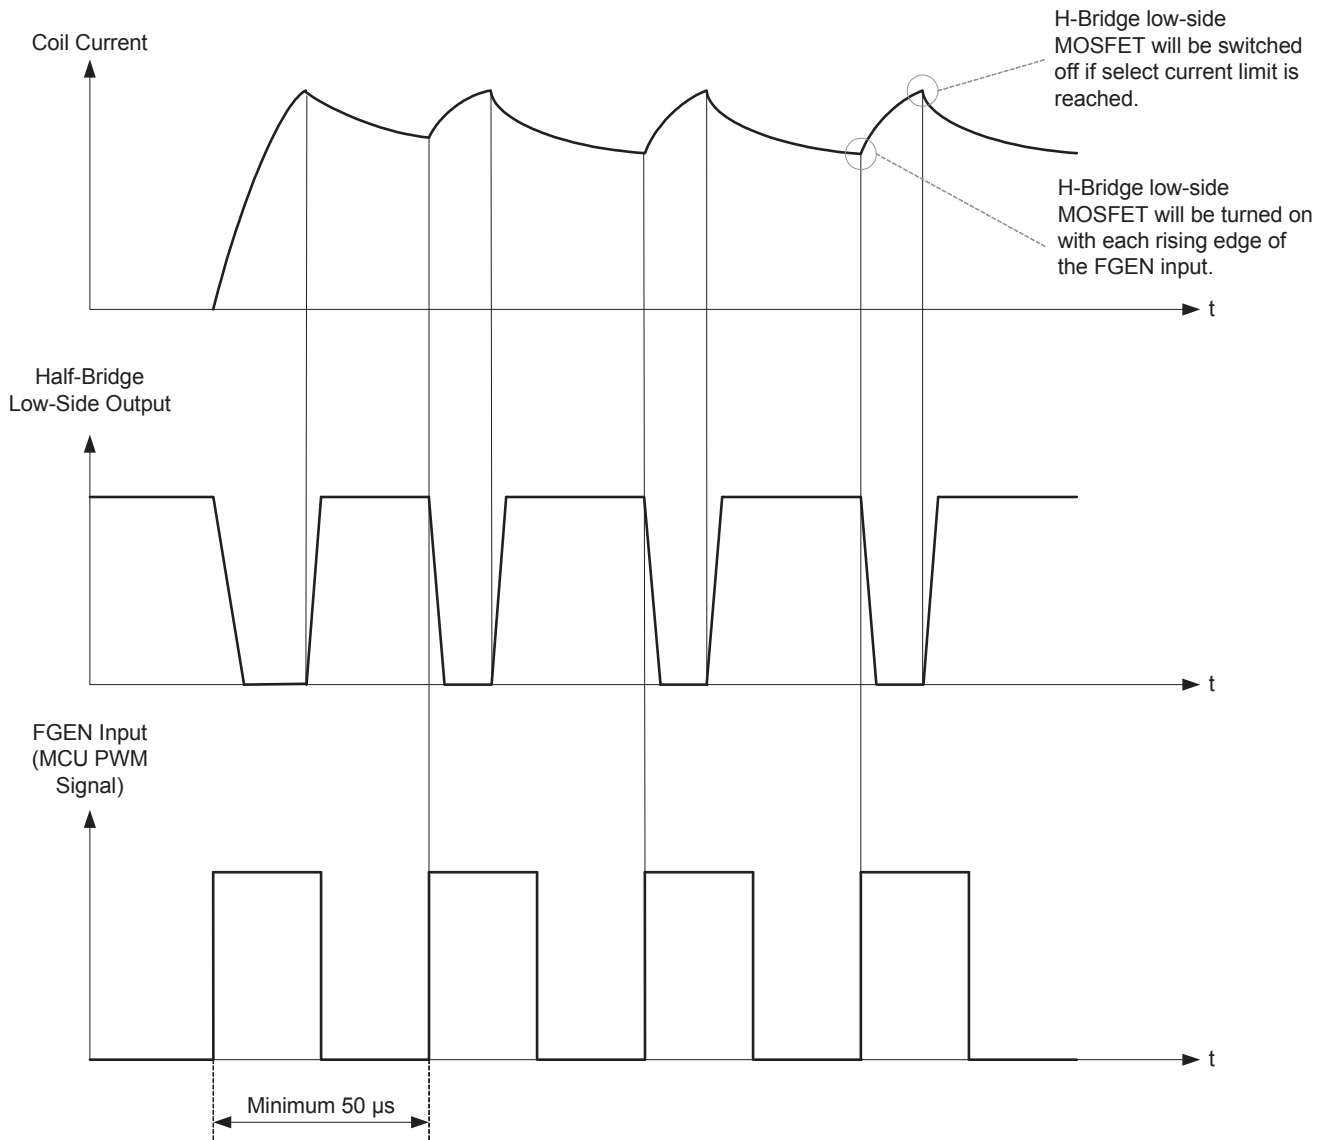 Coil Current
H-Bridge low-side
MOSFET will be switched
off if select current limit is
reached.
H-Bridge low-side
MOSFET will be turned on
with each rising edge of
the FGEN input.
t
Half-Bridge
Low-Side Output
t
FGEN Input
(MCU PWM
Signal)
t
Minimum 50 µs